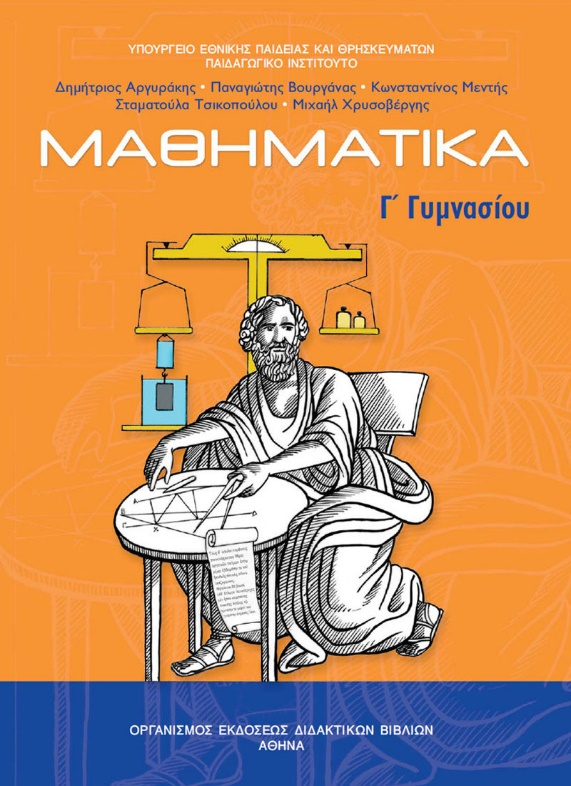 ΥΠΟΥΡΓΕΙΟ ΕΘΝΙΚΗΣ ΠΑΙΔΕΙΑΣ ΚΑΙ ΘΡΗΣΚΕΥΜΑΤΩΝ
ΠΑΙΔΑΓΩΓΙΚΟ ΙΝΣΤΙΤΟΥΤΟ
Δημήτριος Αργυράκης • Παναγιώτης Βουργάνας • Κωνσταντίνος Μεντής
Σταματούλα Τσικοπούλου • Μιχαήλ Χρυσοβέργης
ΜΑΘΗΜΑΤΙΚΑ
Γ΄ Γυμνασίου
ΟΡΓΑΝΙΣΜΟΣ ΕΚΔΟΣΕΩΣ ΔΙΔΑΚΤΙΚΩΝ ΒΙΒΛΙΩΝ
ΑΘΗΝΑ